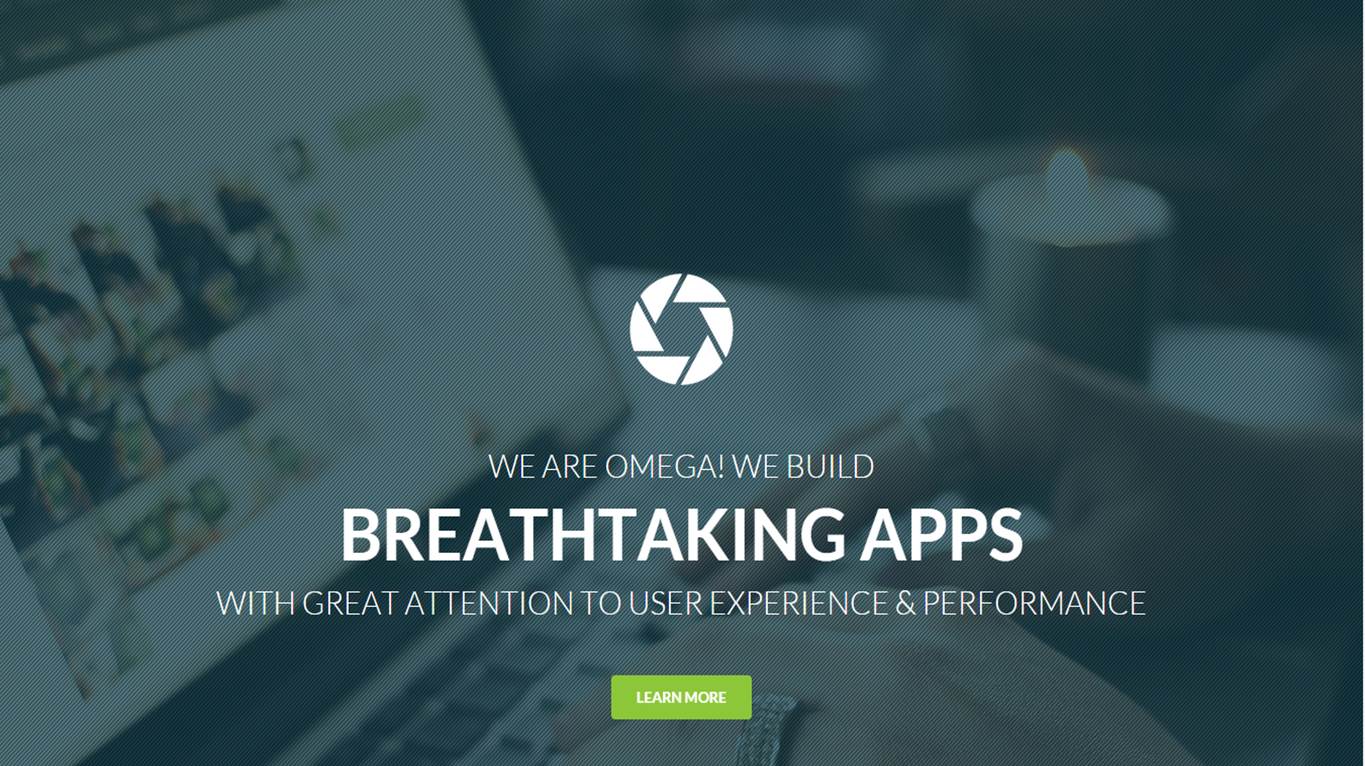 WE ARE OMEGA! WE BUILD
BREATHTAKING APPS
WITH GREAT ATTENTION TO USER EXPERIENCE & PERFORMANCE
LEARN MORE